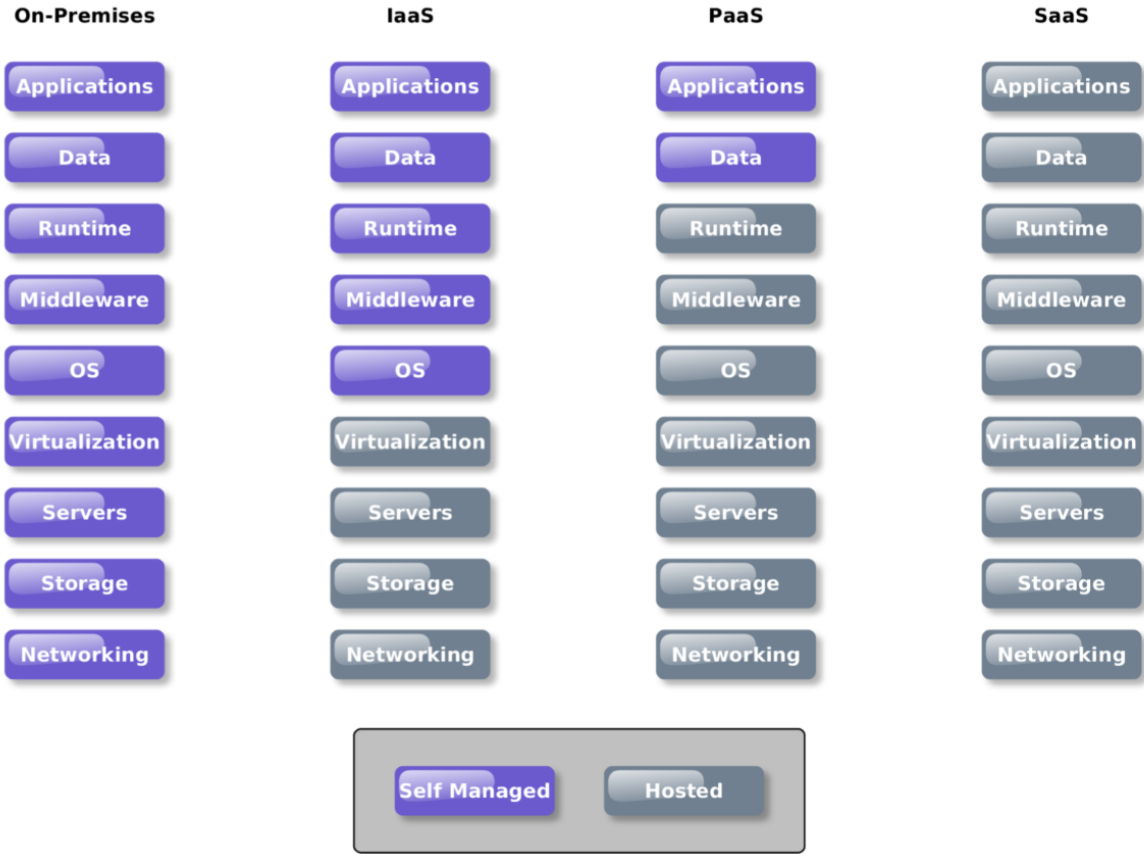 On-Premises IaaS PaaS SaaS
Applications Applications Applications Applications
Data Data Data Data
Runtime Runtime Runtime Runtime
Middleware Middleware Middleware Middleware
OS OS OS OS
Virtualization Virtualization Virtualization Virtualization
Servers Servers Servers Servers
Storage Storage Storage Storage
Networking Networking Networking Networking
Self Managed Hosted